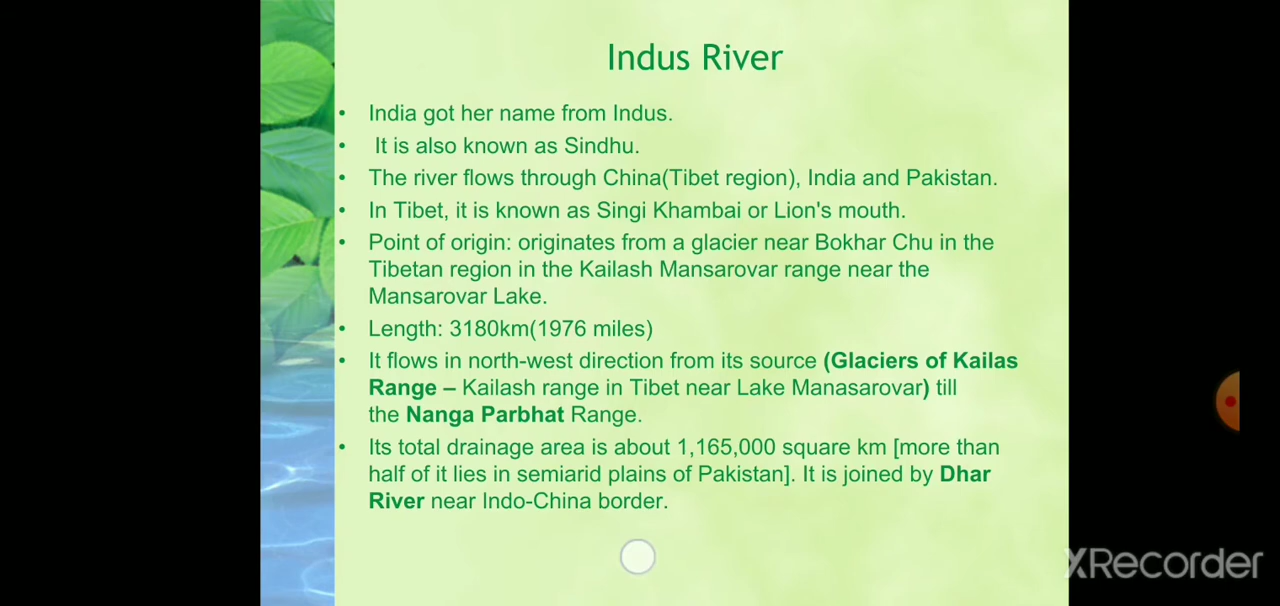 Indus River
• India got her name from Indus.
• It is also known as Sindhu.
• The river flows through China(Tibet region), India and Pakistan.
• In Tibet, it is known as Singi Khambai or Lion's mouth.
• Point of origin: originates from a glacier near Bokhar Chu in the
Tibetan region in the Kailash Mansarovar range near the
Mansarovar Lake.
• Length: 3180km(1976 miles)
• It flows in north-west direction from its source (Glaciers of Kailas
Range – Kailash range in Tibet near Lake Manasarovar) till
the Nanga Parbhat Range.
• Its total drainage area is about 1,165,000 square km [more than
half of it lies in semiarid plains of Pakistan]. It is joined by Dhar
River near Indo-China border.
XRecorder